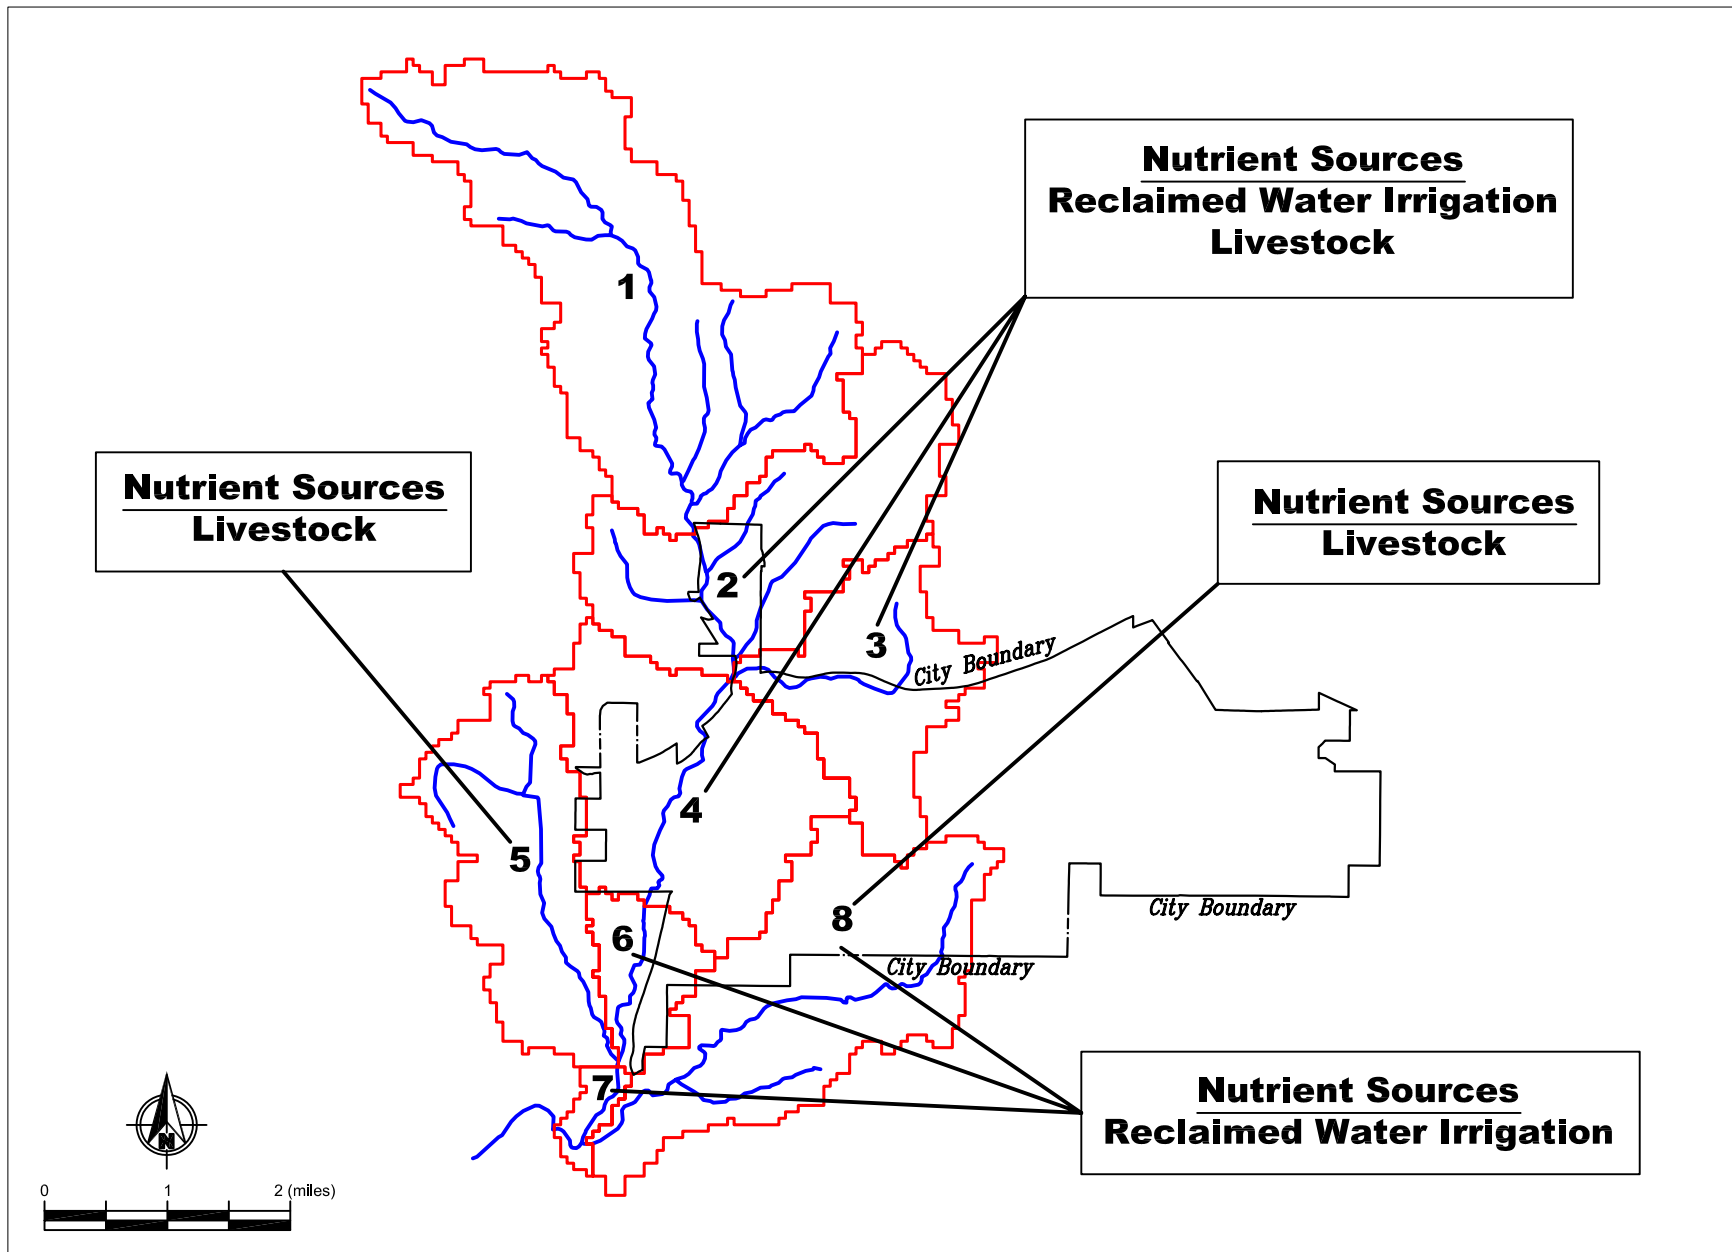 Nutrient Sources
Reclaimed Water Irrigation
Livestock
1
Nutrient Sources
Livestock
Nutrient Sources
Livestock
2
3
City Boundary
4
5
8
City Boundary
6
City Boundary
7
Nutrient Sources
Reclaimed Water Irrigation
N
0 1 2 (miles)